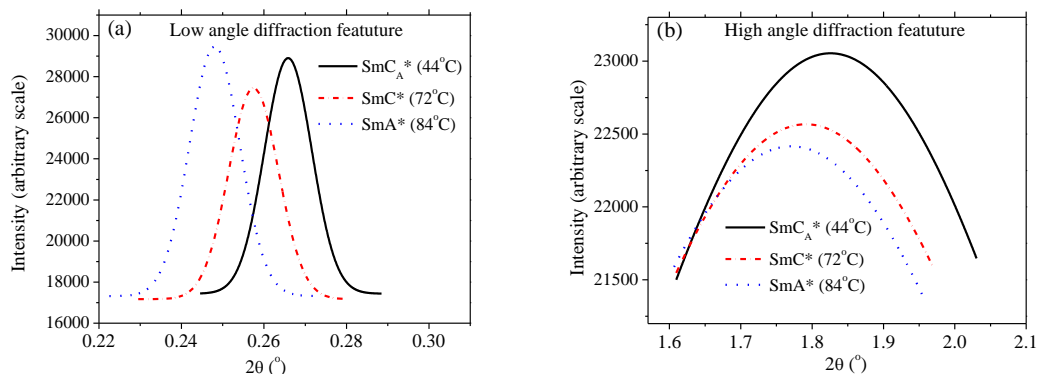 (a) Low angle diffraction featuture
SmC_A* (44°C)
SmC* (72°C)
SmA* (84°C)
30000
28000
26000
24000
22000
20000
18000
16000
Intensity (arbitrary scale)
0.22 0.24 0.26 0.28 0.30
2θ (°)
(b) High angle diffraction feautture
SmC_A* (44°C)
SmC* (72°C)
SmA* (84°C)
23000
22500
22000
21500
Intensity (arbitrary scale)
1.6 1.7 1.8 1.9 2.0 2.1
2θ (°)